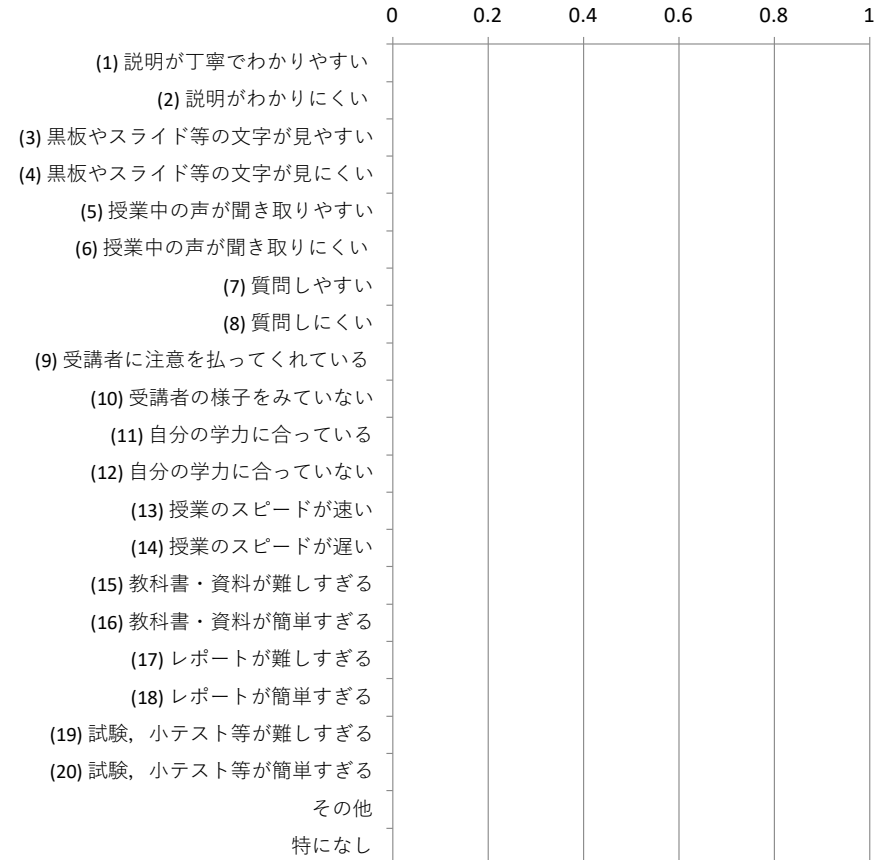 0 0.2 0.4 0.6 0.8 1
(1) 説明が丁寧でわかりやすい
(2) 説明がわかりにくい
(3) 黒板やスライド等の文字が見やすい
(4) 黒板やスライド等の文字が見にくい
(5) 授業中の声が聞き取りやすい
(6) 授業中の声が聞き取りにくい
(7) 質問しやすい
(8) 質問しにくい
(9) 受講者に注意を払ってくれている
(10) 受講者の様子をみていない
(11) 自分の学力に合っている
(12) 自分の学力に合っていない
(13) 授業のスピードが速い
(14) 授業のスピードが遅い
(15) 教科書・資料が難しすぎる
(16) 教科書・資料が簡単すぎる
(17) レポートが難しすぎる
(18) レポートが簡単すぎる
(19) 試験，小テスト等が難しすぎる
(20) 試験，小テスト等が簡単すぎる
その他
特になし